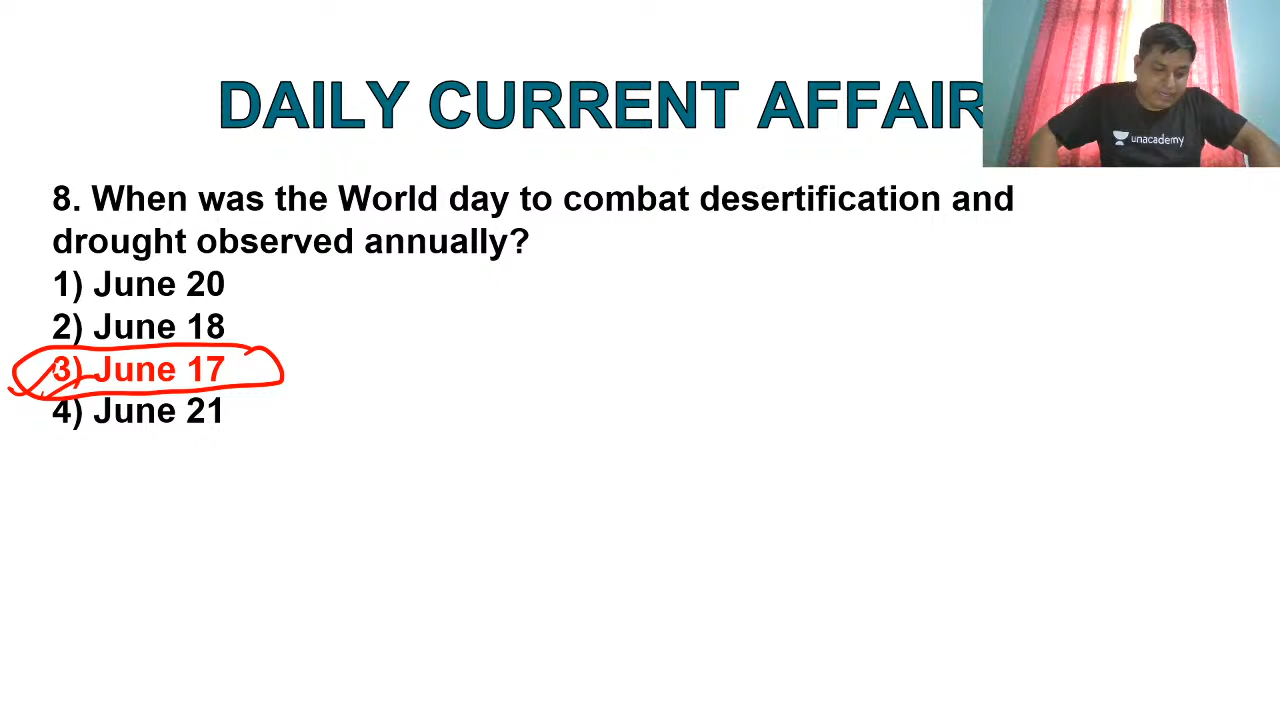 DAILY CURRENT AFFAIR
unacademy
8. When was the World day to combat desertification and
drought observed annually?
1) June 20
2) June 18
3) June 17
4) June 21